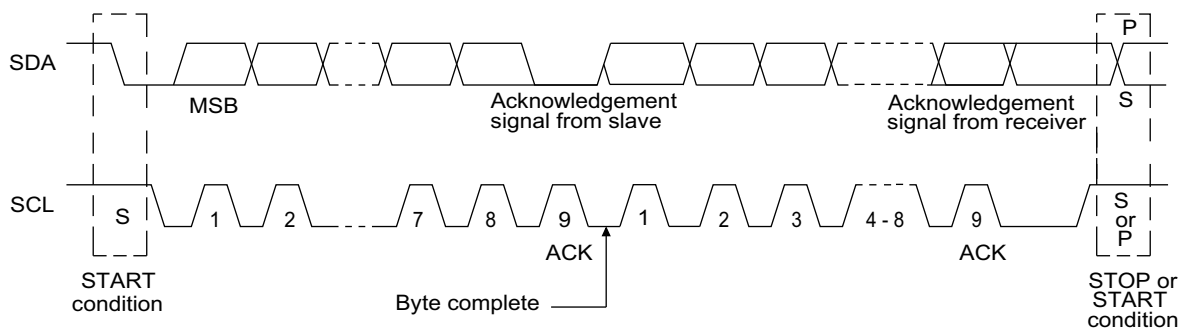 P
SDA
MSB
Acknowledgement
signal from slave
Acknowledgement
signal from receiver
S
SCL
S
1
2
7
8
9
1
2
3
4 - 8
9
S
or
P
ACK
ACK
START
condition
Byte complete
STOP or
START
condition